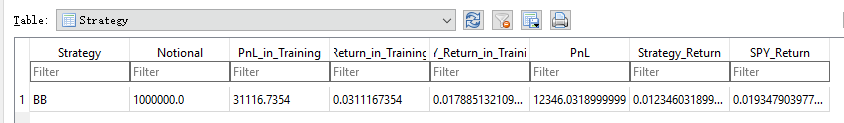 Table: Strategy
Strategy Notional PnL_in_Training Return_in_Training Y_Return_in_Traini PnL Strategy_Return SPY_Return
Filter Filter Filter Filter Filter Filter Filter Filter
1 BB 1000000.0 31116.7354 0.0311167354 0.017885132109... 12346.0318999999 0.012346031899... 0.019347903977...